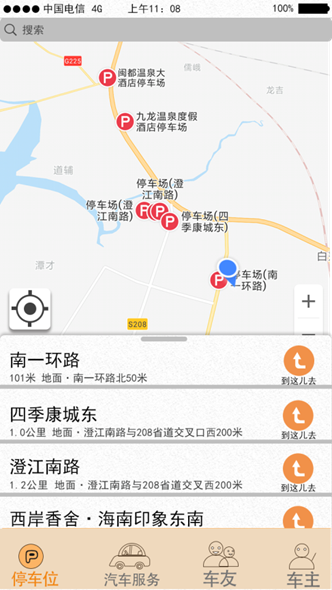 中国电信 4G 上午11：08 100%
搜索
G225
儒峨
闽都温泉大
酒店停车场
龙吉
九龙温泉度假
酒店停车场
道辅
停车场(澄
江南路)
停车场(澄
江南路)
停车场(四
季康城东)
潭才
白
停车场(南
一环路)
S208
南一环路
101米 地面·南一环路北50米
到这儿去
四季康城东
1.0公里 地面·澄江南路与208省道交叉口西200米
到这儿去
澄江南路
1.2公里 地面·澄江南路与208省道交叉西200米
到这儿去
西岸香舍·海南印象东南
停车位
汽车服务
车友
车主